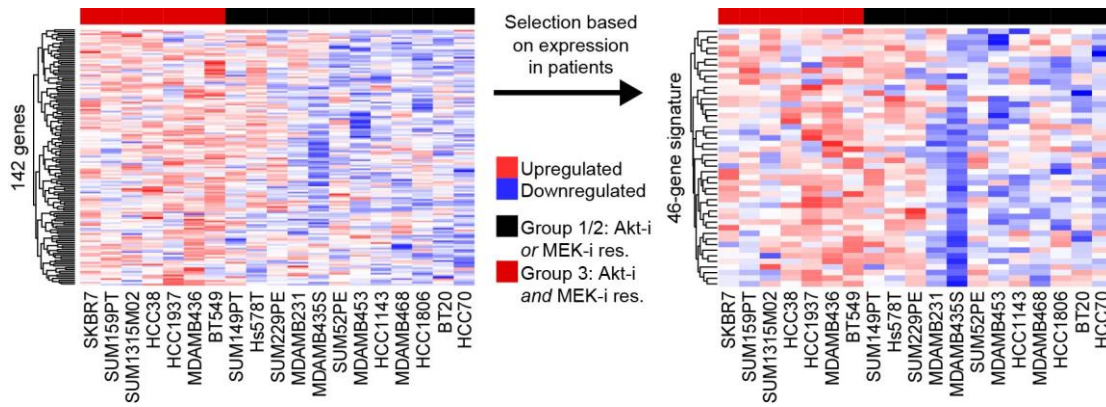 142 genes
SKBR7
SUM159PT
SUM1315M02
HCC38
HCC1937
MDAMB436
BT549
SUM149PT
Hs578T
SUM229PE
MDAMB231
MDAMB435S
SUM52PE
MDAMB453
HCC1143
MDAMB468
HCC1806
BT20
HCC70
Selection based
on expression
in patients
Upregulated
Downregulated
Group 1/2: Akt-i
or MEK-i res.
Group 3: Akt-i
and MEK-i res.
46-gene signature
SKBR7
SUM159PT
SUM1315M02
HCC38
HCC1937
MDAMB436
BT549
SUM149PT
Hs578T
SUM229PE
MDAMB231
MDAMB435S
SUM52PE
MDAMB453
HCC1143
MDAMB468
HCC1806
BT20
HCC70